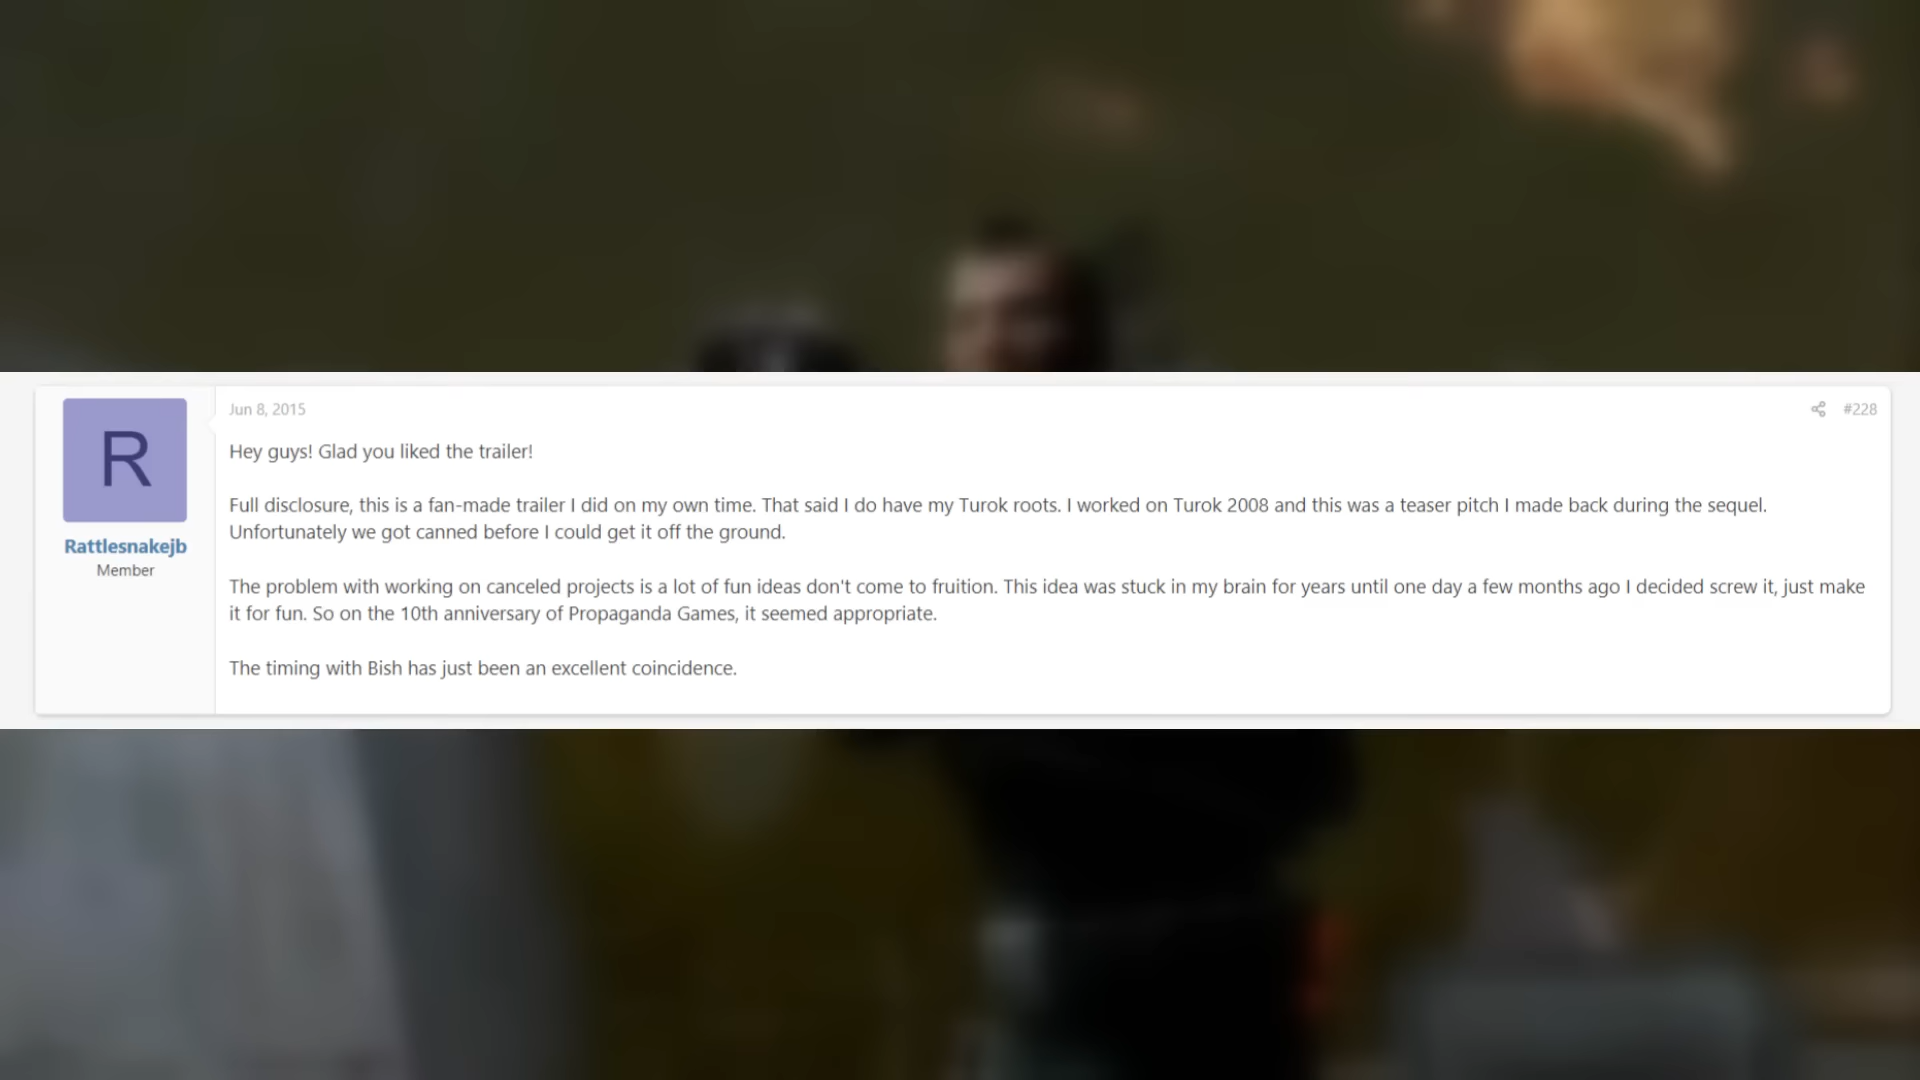 R
Rattlesnakejb
Member
Jun 8, 2015
#228
Hey guys! Glad you liked the trailer!
Full disclosure, this is a fan-made trailer I did on my own time. That said I do have my Turok roots. I worked on Turok 2008 and this was a teaser pitch I made back during the sequel.
Unfortunately we got canned before I could get it off the ground.
The problem with working on canceled projects is a lot of fun ideas don't come to fruition. This idea was stuck in my brain for years until one day a few months ago I decided screw it, just make
it for fun. So on the 10th anniversary of Propaganda Games, it seemed appropriate.
The timing with Bish has just been an excellent coincidence.